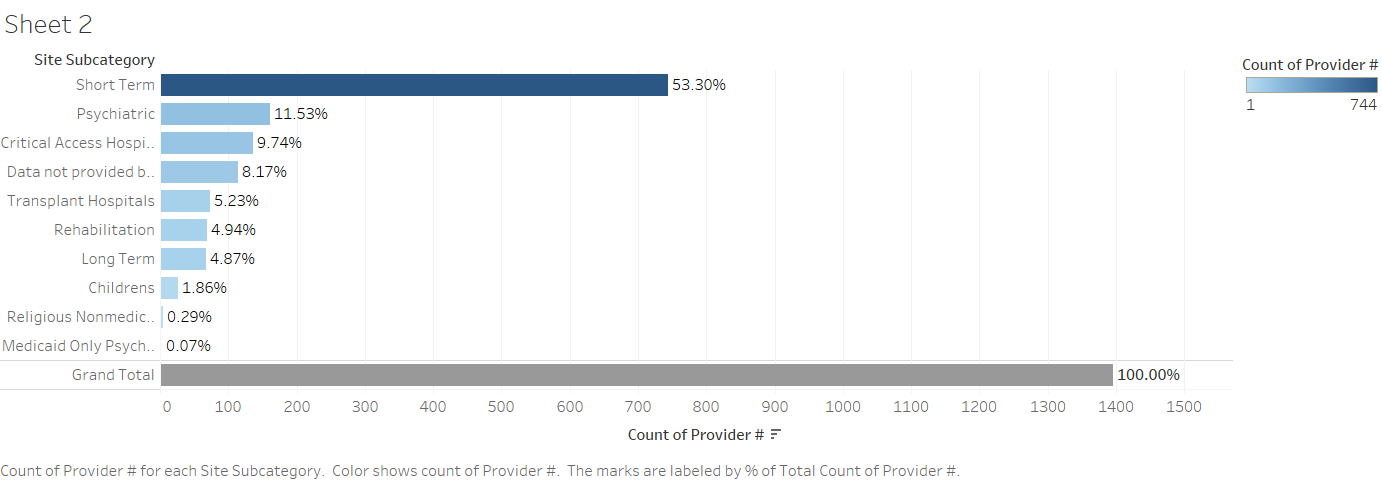 Sheet 2
Site Subcategory
Count of Provider #
1 744
Short Term 53.30%
Psychiatric 11.53%
Critical Access Hospi.. 9.74%
Data not provided b.. 8.17%
Transplant Hospitals 5.23%
Rehabilitation 4.94%
Long Term 4.87%
Childrens 1.86%
Religious Nonmedic.. 0.29%
Medicaid Only Psych.. 0.07%
Grand Total 100.00%
0 100 200 300 400 500 600 700 800 900 1000 1100 1200 1300 1400 1500
Count of Provider #
Count of Provider # for each Site Subcategory.  Color shows count of Provider #.  The marks are labeled by % of Total Count of Provider #.